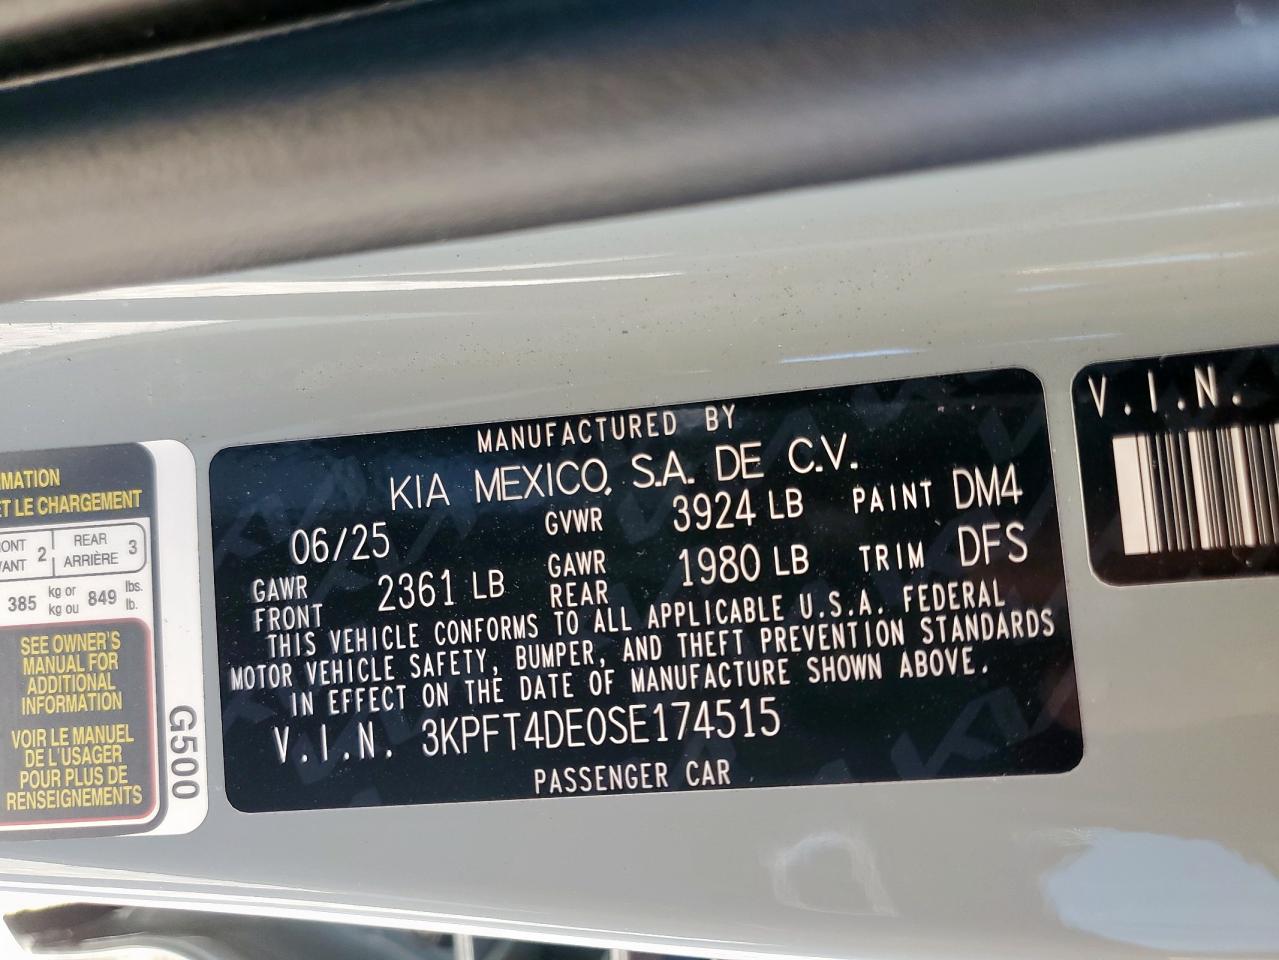 MATION
ET LE CHARGEMENT
ONT 2 REAR 3
VANT ARRIÈRE
385 kg or 849 lbs.
kg ou lb.
SEE OWNER'S
MANUAL FOR
ADDITIONAL
INFORMATION
VOIR LE MANUEL
DE L'USAGER
POUR PLUS DE
RENSEIGNEMENTS
G500
MANUFACTURED BY
KIA MEXICO, S.A. DE C.V.
06/25 GVWR 3924 LB PAINT DM4
GAWR FRONT 2361 LB GAWR REAR 1980 LB TRIM DFS
THIS VEHICLE CONFORMS TO ALL APPLICABLE U.S.A. FEDERAL
MOTOR VEHICLE SAFETY, BUMPER, AND THEFT PREVENTION STANDARDS
IN EFFECT ON THE DATE OF MANUFACTURE SHOWN ABOVE.
V.I.N. 3KPFT4DE0SE174515
PASSENGER CAR
V.I.N.